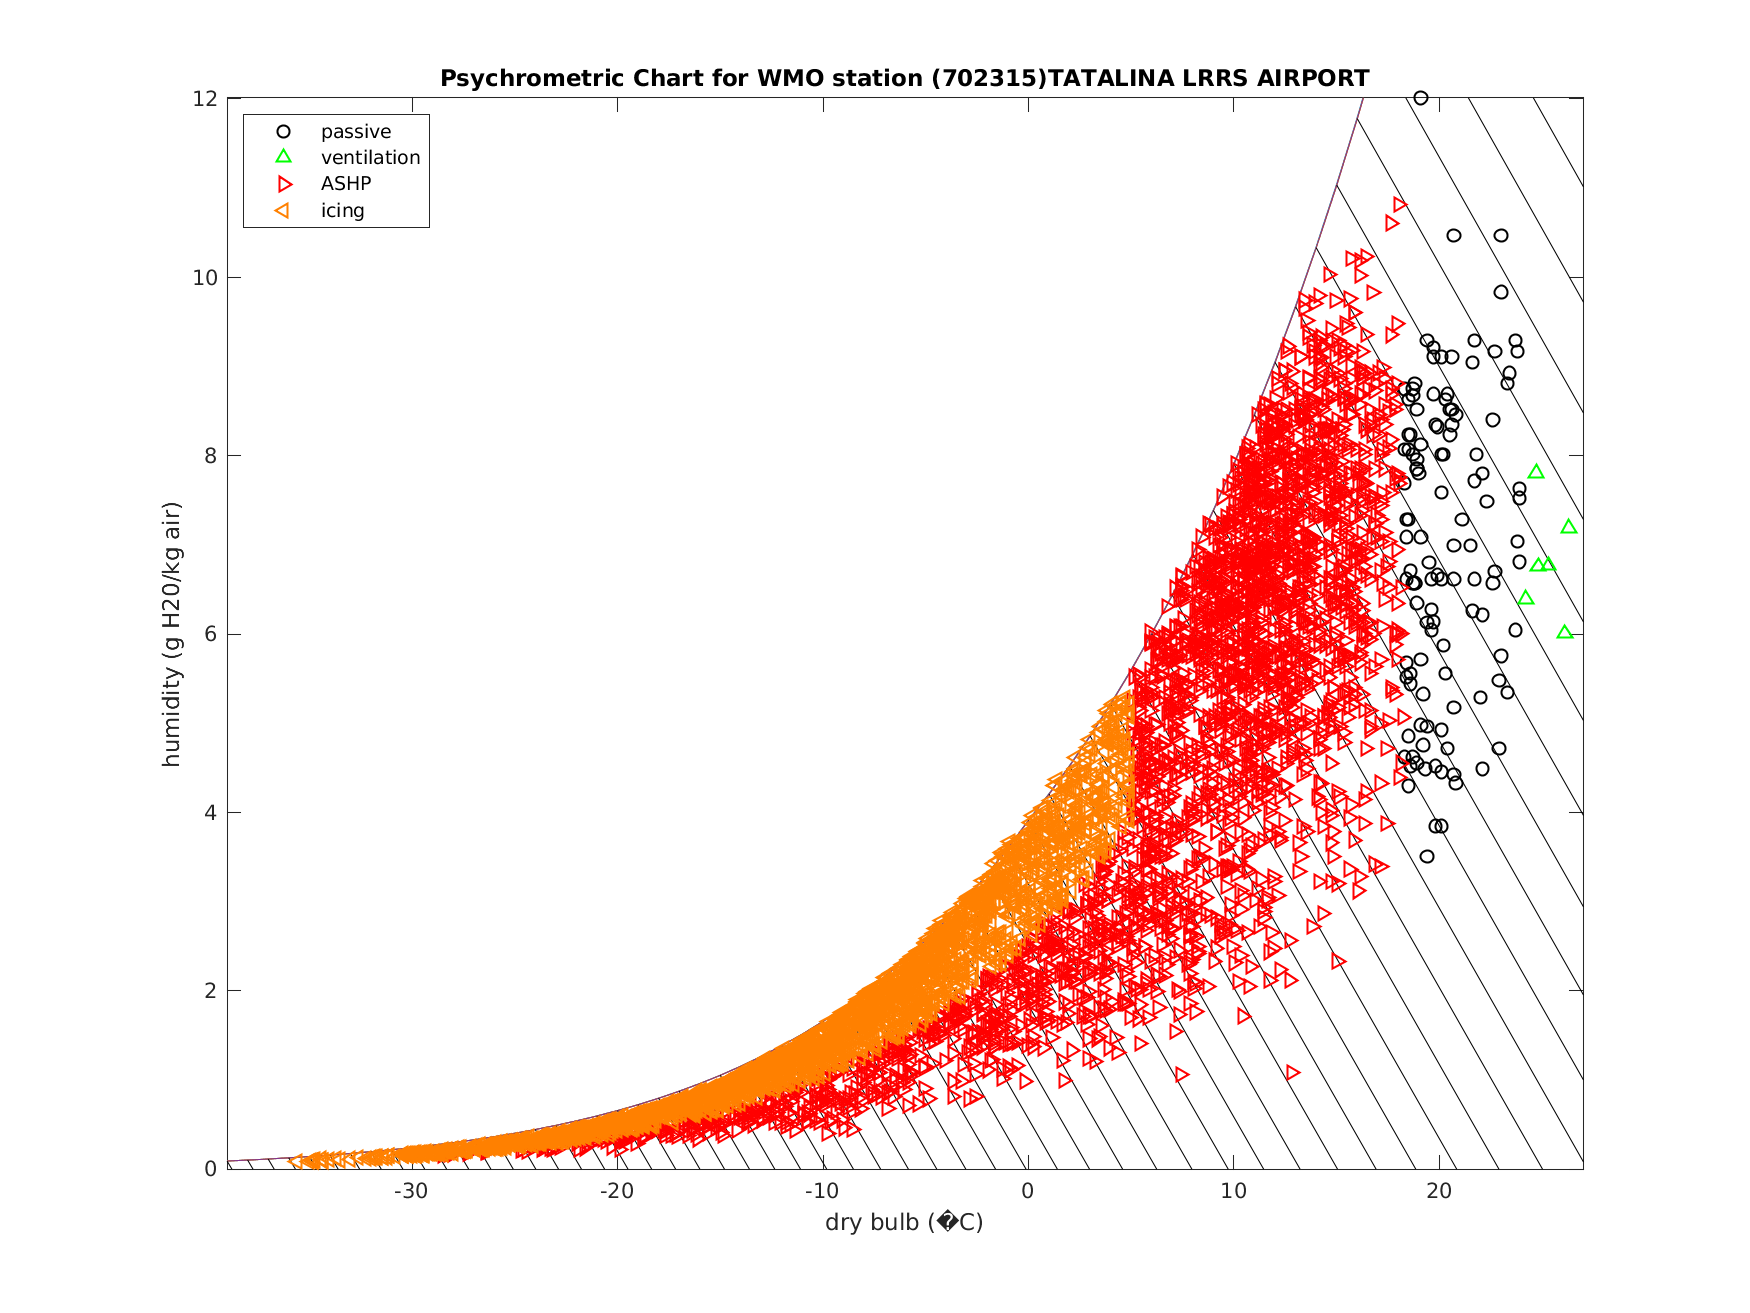 Psychrometric Chart for WMO station (702315)TATALINA LRRS AIRPORT
passive
ventilation
ASHP
icing
12
10
8
6
4
2
0
humidity (g H20/kg air)
-30
-20
-10
0
10
20
dry bulb (�C)